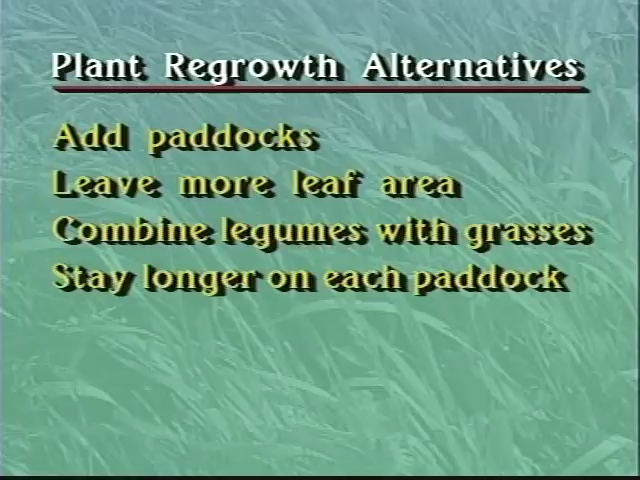 Plant Regrowth Alternatives
Add paddocks
Leave more leaf area
Combine legumes with grasses
Stay longer on each paddock